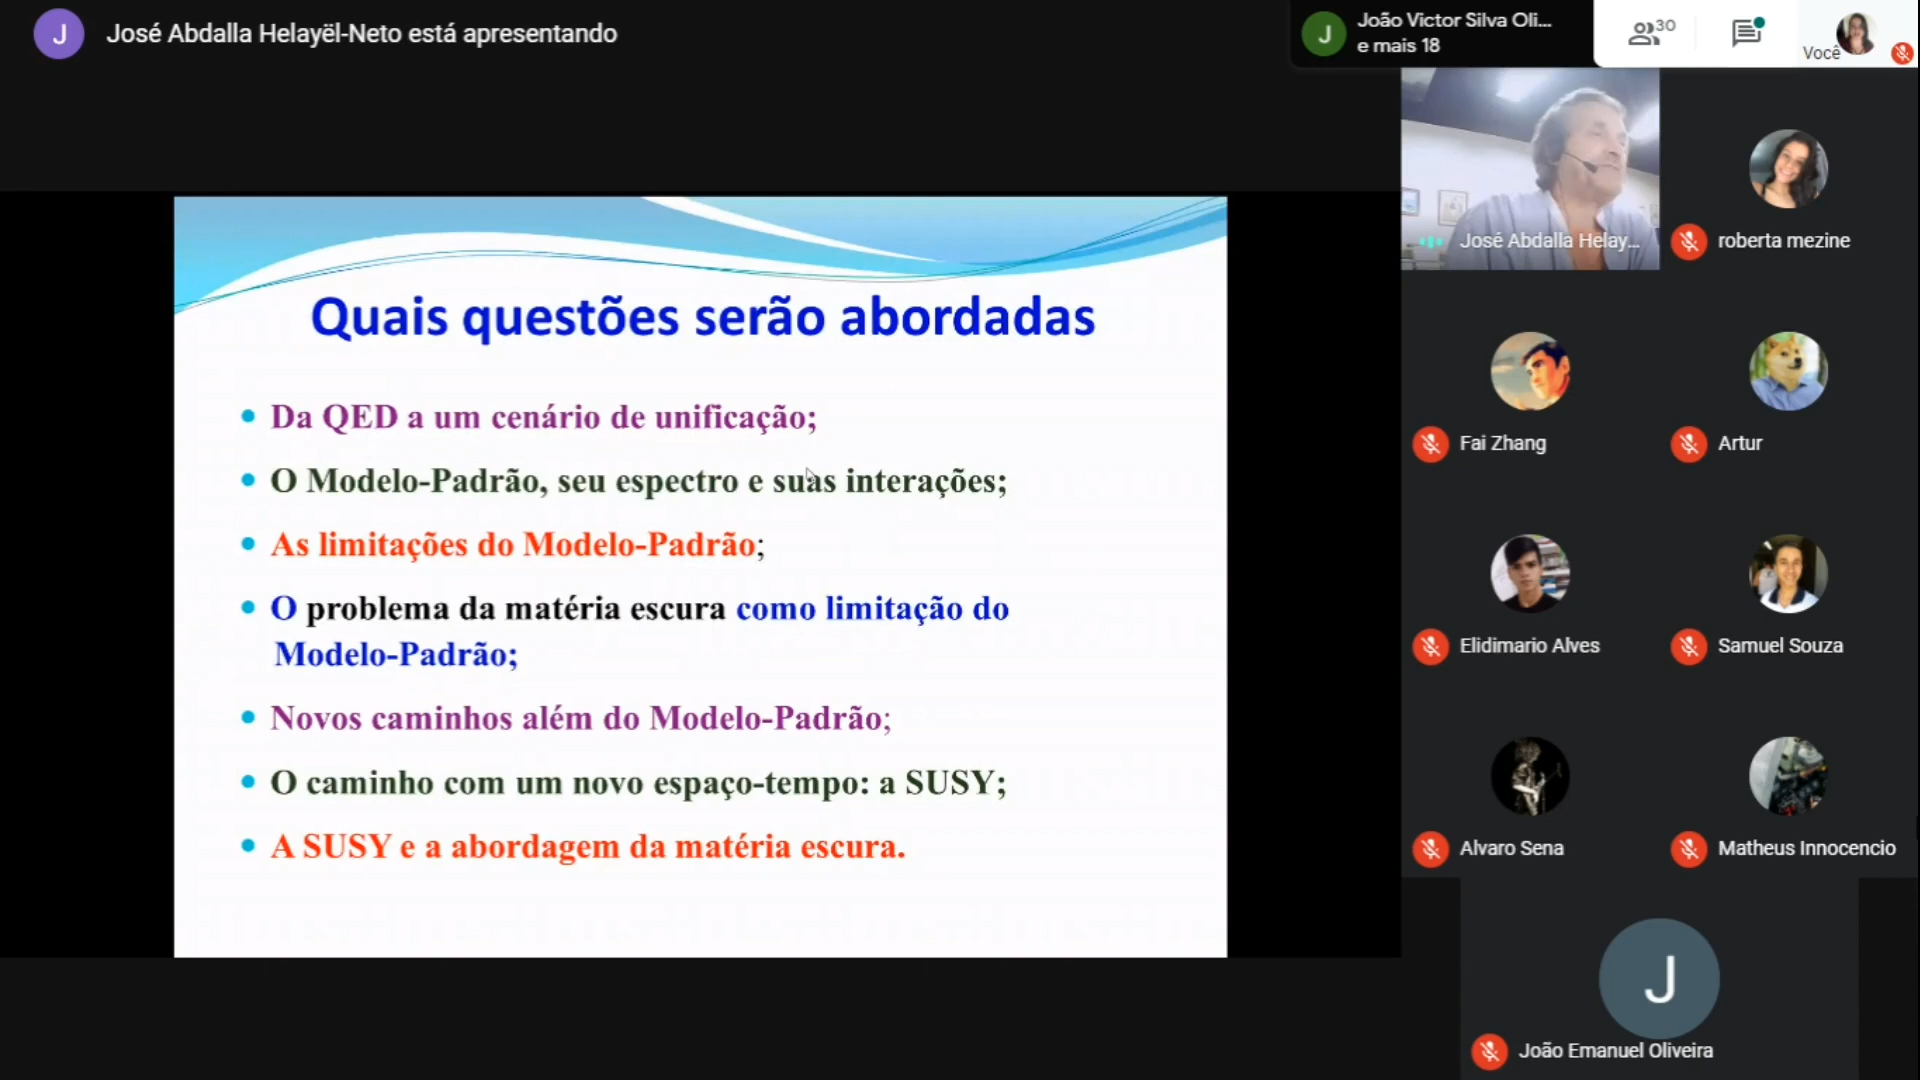 J
José Abdalla Helayël-Neto está apresentando
J
João Victor Silva Oli...
e mais 18
30
Você
Quais questões serão abordadas
• Da QED a um cenário de unificação;
• O Modelo-Padrão, seu espectro e suas interações;
• As limitações do Modelo-Padrão;
• O problema da matéria escura como limitação do
Modelo-Padrão;
• Novos caminhos além do Modelo-Padrão;
• O caminho com um novo espaço-tempo: a SUSY;
• A SUSY e a abordagem da matéria escura.
José Abdalla Helay...
roberta mezine
Fai Zhang
Artur
Elidimario Alves
Samuel Souza
Alvaro Sena
Matheus Innocencio
J
João Emanuel Oliveira